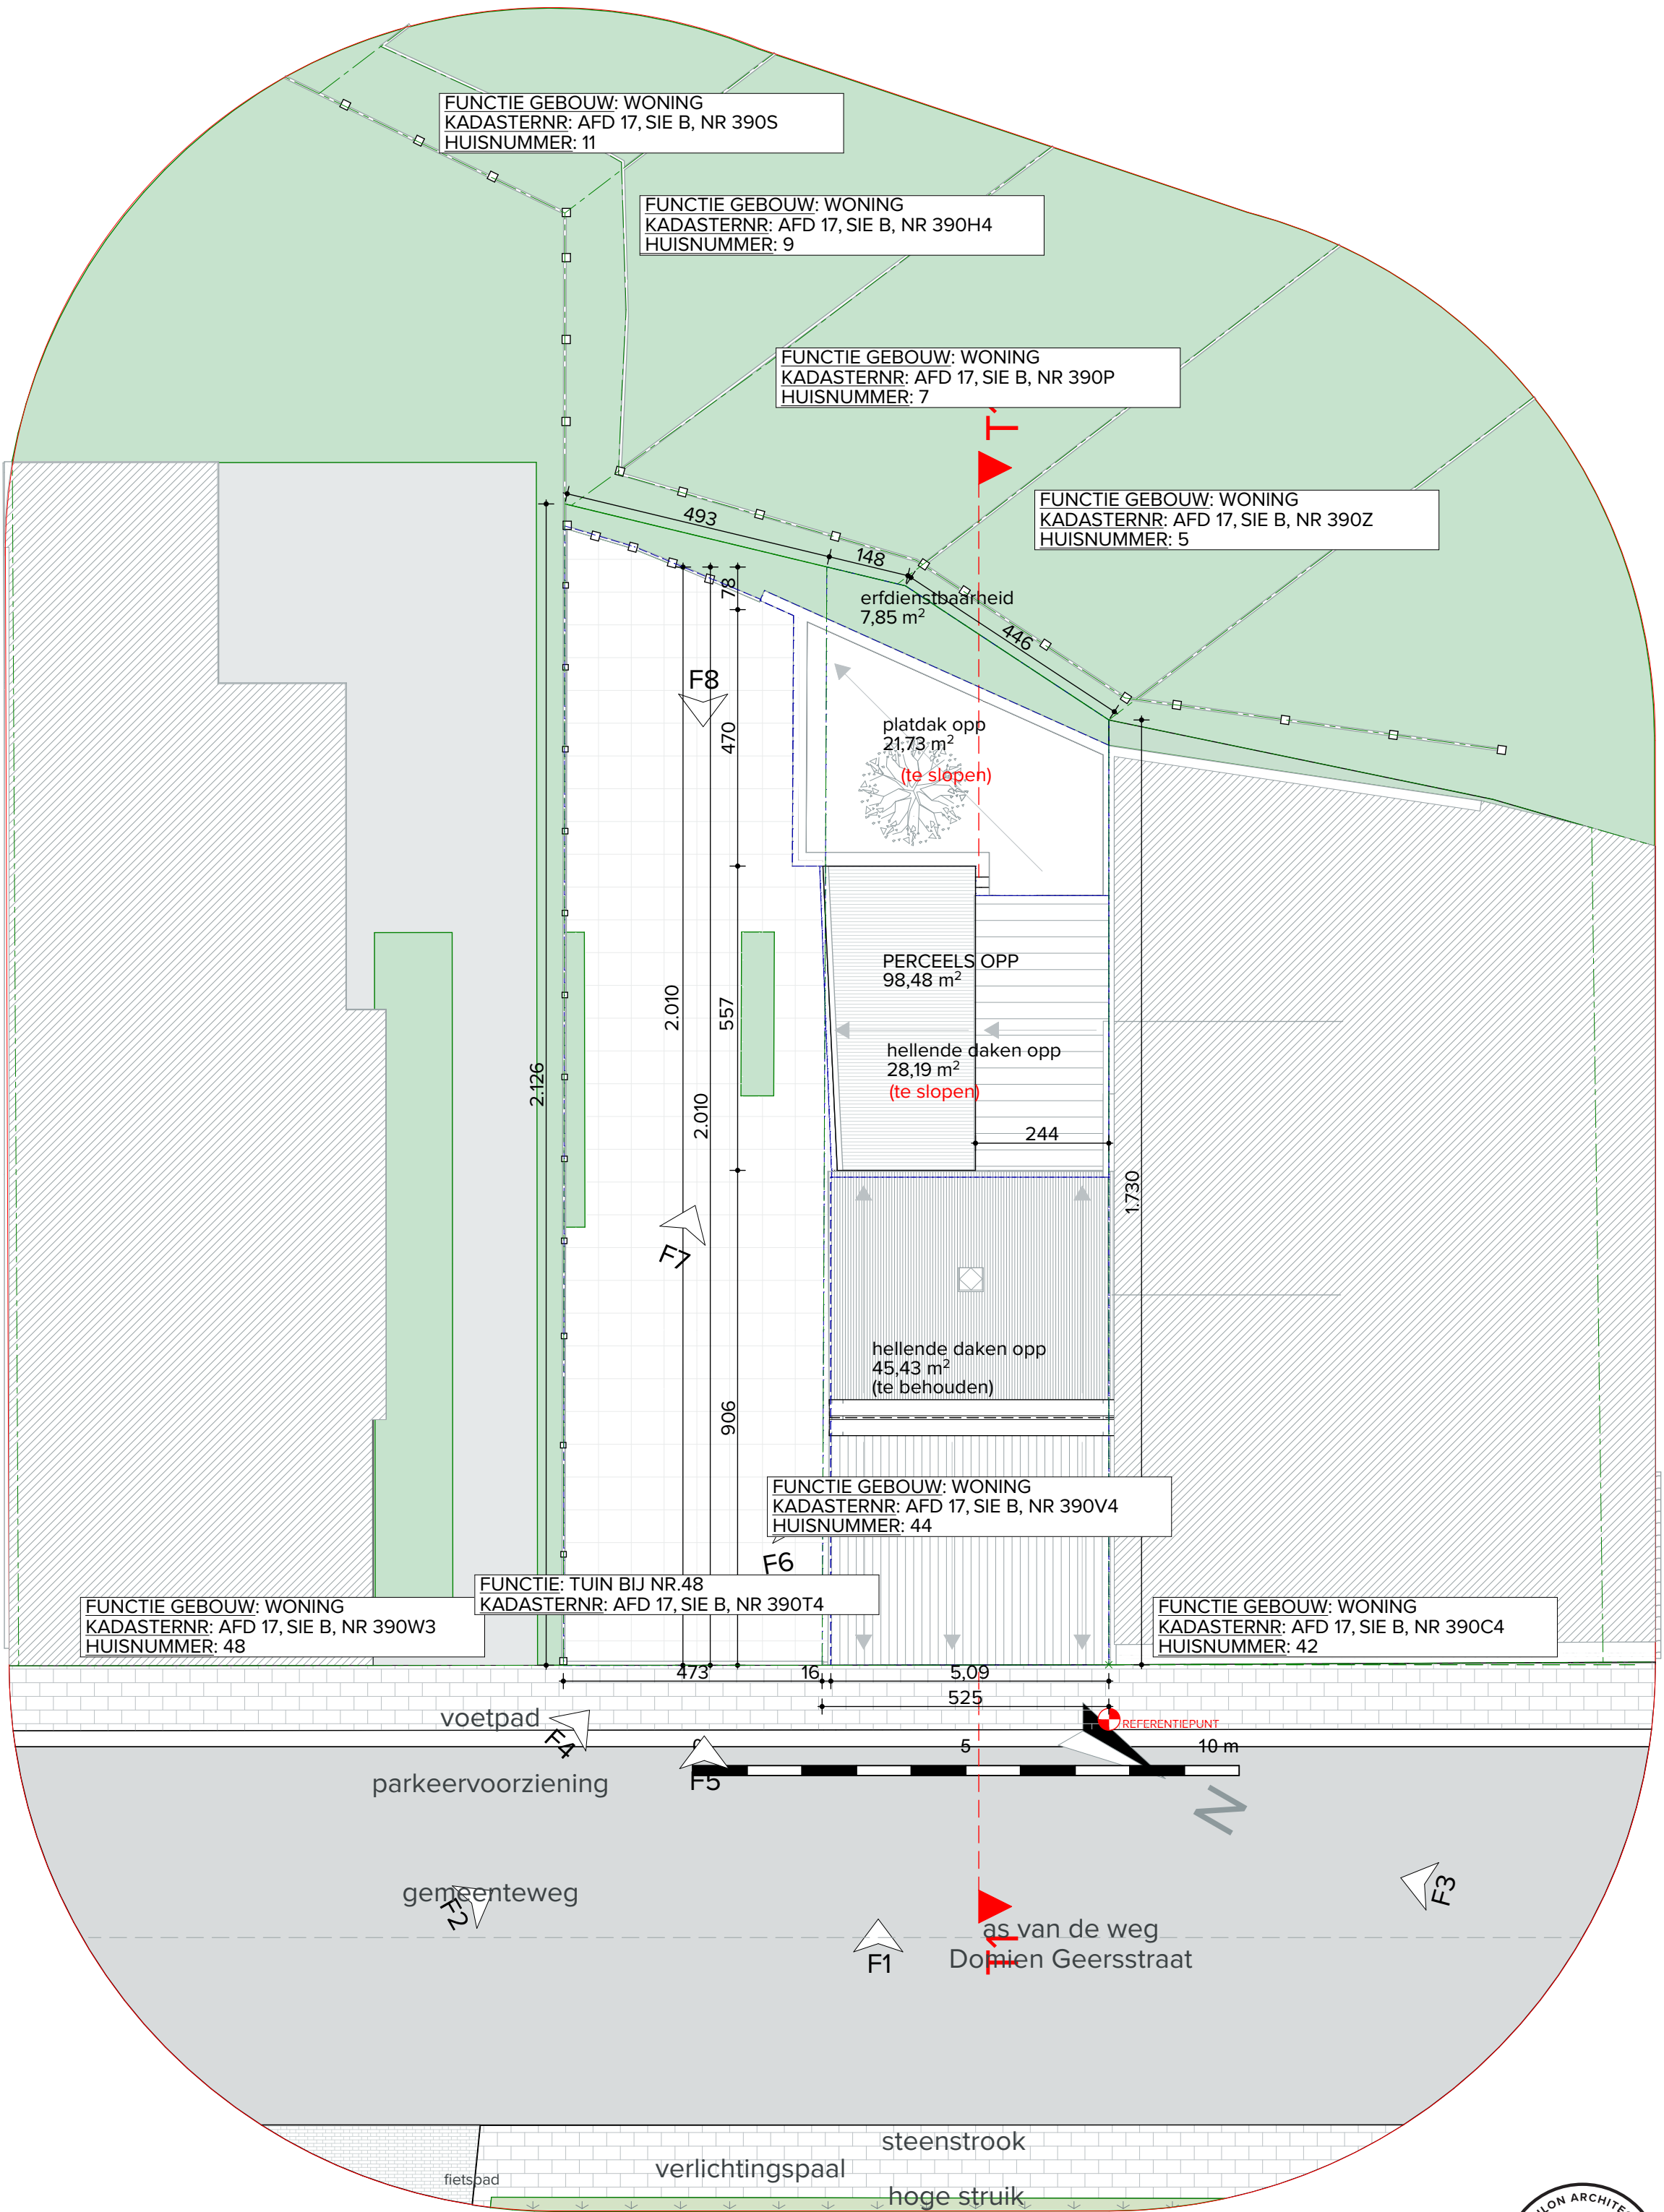 FUNCTIE GEBOUW: WONING
KADASTERNR: AFD 17, SIE B, NR 390S
HUISNUMMER: 11
FUNCTIE GEBOUW: WONING
KADASTERNR: AFD 17, SIE B, NR 390H4
HUISNUMMER: 9
FUNCTIE GEBOUW: WONING
KADASTERNR: AFD 17, SIE B, NR 390P
HUISNUMMER: 7
FUNCTIE GEBOUW: WONING
KADASTERNR: AFD 17, SIE B, NR 390Z
HUISNUMMER: 5
493
148
446
78
erfdienstbaarheid
7,85 m²
F8
470
platdak opp
21,73 m²
(te slopen)
PERCEELS OPP
98,48 m²
2.010
557
2.126
2.010
hellende daken opp
28,19 m²
(te slopen)
244
1.730
F7
hellende daken opp
45,43 m²
(te behouden)
906
FUNCTIE GEBOUW: WONING
KADASTERNR: AFD 17, SIE B, NR 390V4
HUISNUMMER: 44
F6
FUNCTIE: TUIN BIJ NR.48
KADASTERNR: AFD 17, SIE B, NR 390T4
FUNCTIE GEBOUW: WONING
KADASTERNR: AFD 17, SIE B, NR 390W3
HUISNUMMER: 48
FUNCTIE GEBOUW: WONING
KADASTERNR: AFD 17, SIE B, NR 390C4
HUISNUMMER: 42
473
16
5,09
525
voetpad
F4
REFERENTIEPUNT
5
10 m
parkeervoorziening
F5
N
gemeenteweg
F2
F3
as van de weg
F1
T1
Domien Geersstraat
steenstrook
verlichtingspaal
fietspad
hoge struik